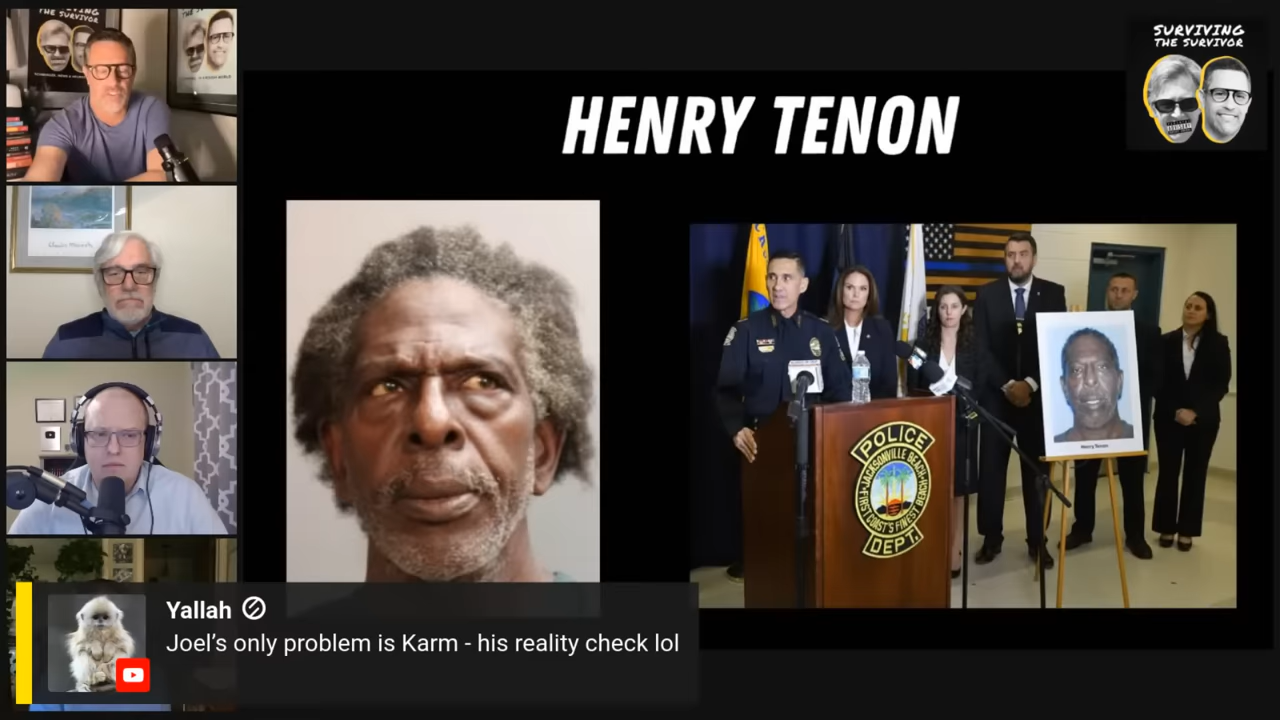 SURVIVING
THE SURVIVOR
HENRY TENON
Henry Tenon
POLICE
JACKSONVILLE BEACH
FIRST COAST'S FINEST BEACH
DEPT.
Yallah
Joel's only problem is Karm - his reality check lol